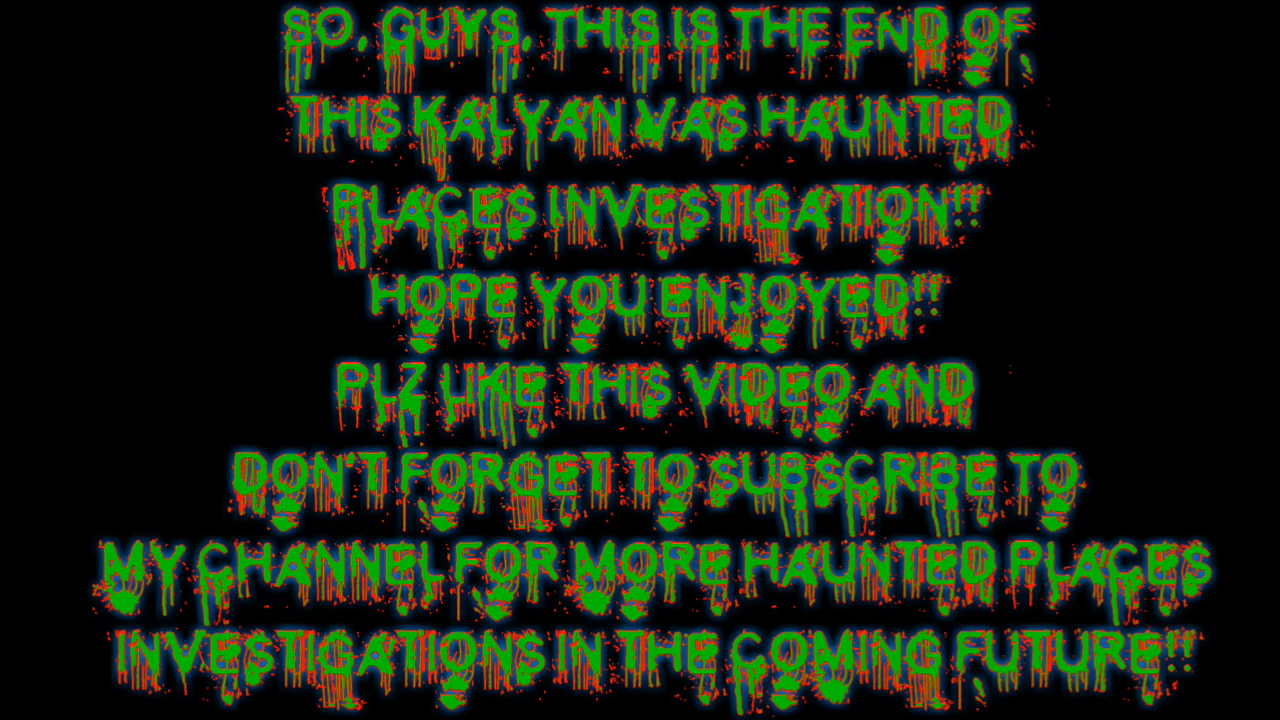 SO, GUYS, THIS IS THE END OF
THIS KALYAN VAS HAUNTED
PLACES INVESTIGATION!!
HOPE YOU ENJOYED!!
PLZ LIKE THIS VIDEO AND
DON'T FORGET TO SUBSCRIBE TO
MY CHANNEL FOR MORE HAUNTED PLACES
INVESTIGATIONS IN THE COMING FUTURE!!